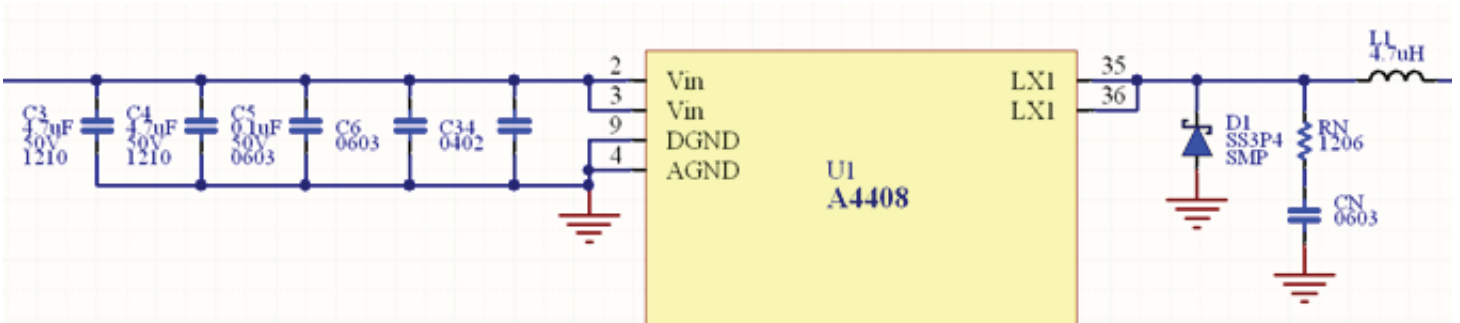 C3
4.7uF
50V
1210
C4
4.7uF
50V
1210
C5
0.1uF
50V
0603
C6
0603
C34
0402
2
3
9
4
Vin
Vin
DGND
AGND
U1
A4408
LX1
LX1
35
36
D1
SS3P4
SMP
RN
1206
CN
0603
L1
4.7uH